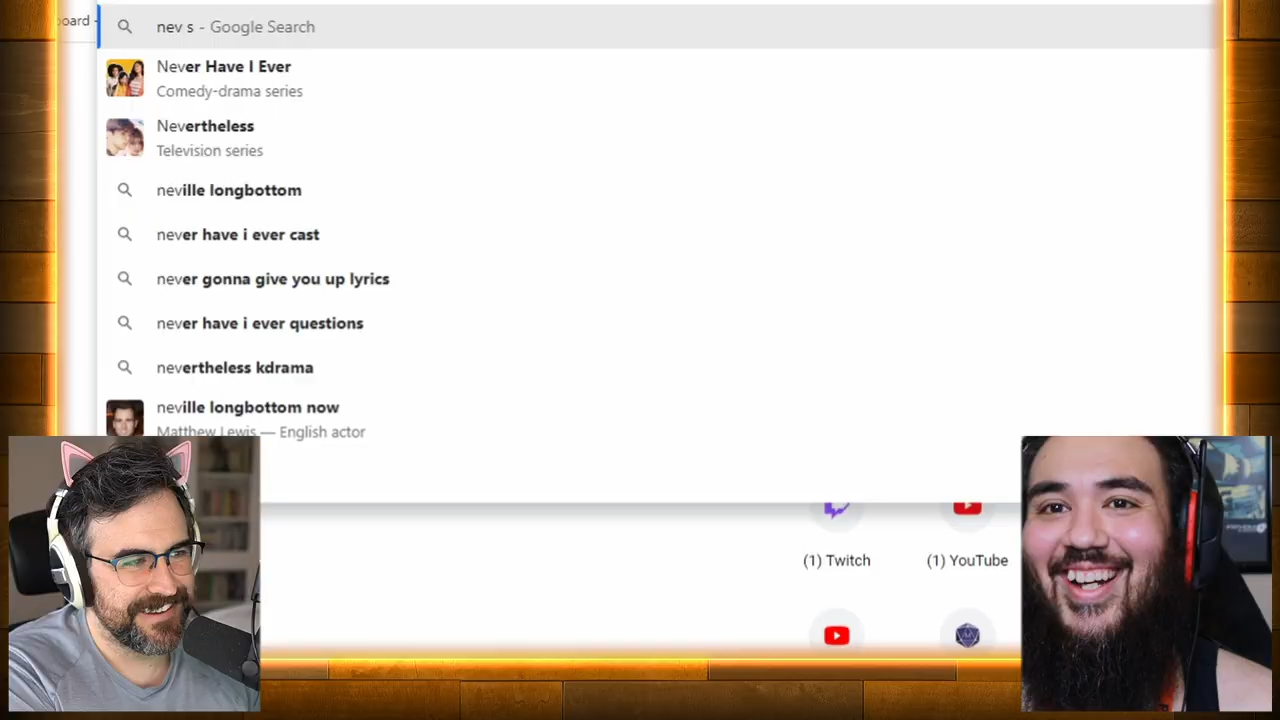 board
nev s - Google Search
Never Have I Ever
Comedy-drama series
Nevertheless
Television series
neville longbottom
never have i ever cast
never gonna give you up lyrics
never have i ever questions
nevertheless kdrama
neville longbottom now
Matthew Lewis — English actor
(1) Twitch
(1) YouTube